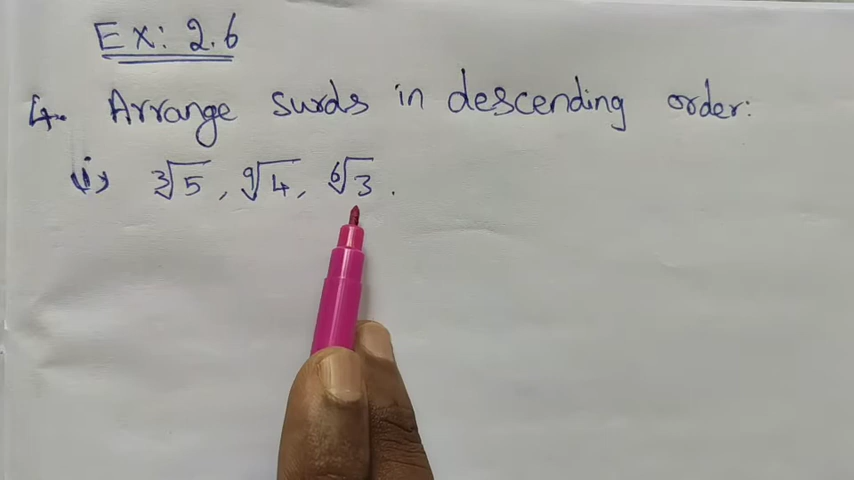 Ex: 2.6
4. Arrange surds in descending order:
(i) ∛5, ⁹√4, ⁶√3.